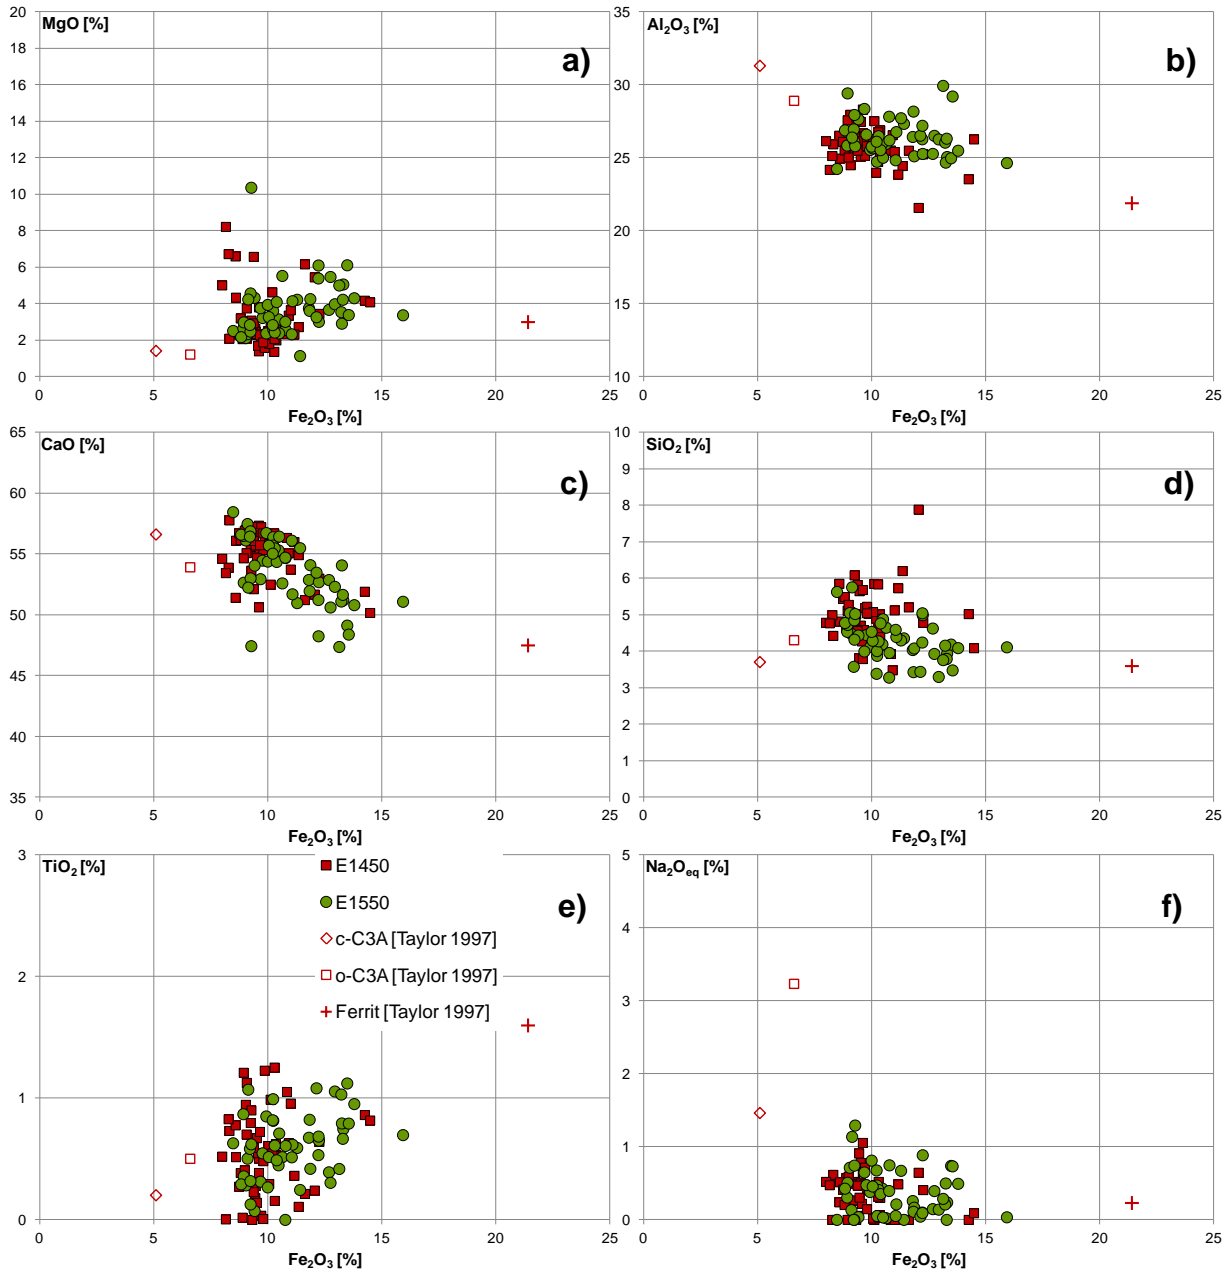 MgO [%]
a)
20
18
16
14
12
10
8
6
4
2
0
0 5 10 15 20 25
Fe₂O₃ [%]
Al₂O₃ [%]
b)
35
30
25
20
15
10
0 5 10 15 20 25
Fe₂O₃ [%]
CaO [%]
c)
65
60
55
50
45
40
35
0 5 10 15 20 25
Fe₂O₃ [%]
SiO₂ [%]
d)
10
9
8
7
6
5
4
3
2
1
0
0 5 10 15 20 25
Fe₂O₃ [%]
TiO₂ [%]
e)
E1450
E1550
c-C3A [Taylor 1997]
o-C3A [Taylor 1997]
Ferrit [Taylor 1997]
3
2
1
0
0 5 10 15 20 25
Fe₂O₃ [%]
Na₂Oeq [%]
f)
5
4
3
2
1
0
0 5 10 15 20 25
Fe₂O₃ [%]